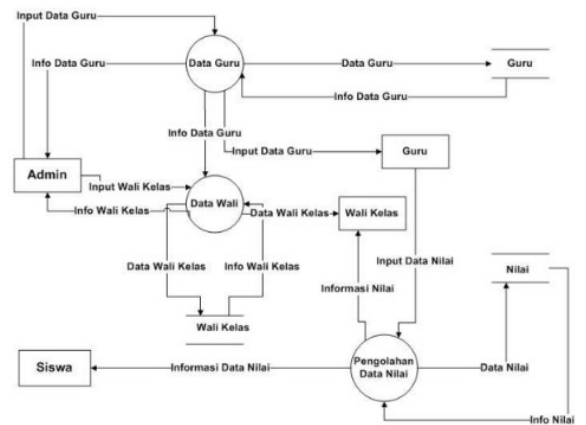 Input Data Guru
Info Data Guru
Data Guru
Data Guru
Guru
Info Data Guru
Info Data Guru
Input Data Guru
Guru
Admin
Input Wali Kelas
Info Wali Kelas
Data Wali
Data Wali Kelas
Wali Kelas
Data Wali Kelas
Info Wali Kelas
Input Data Nilai
Nilai
Informasi Nilai
Wali Kelas
Siswa
Informasi Data Nilai
Pengolahan
Data Nilai
Data Nilai
Info Nilai